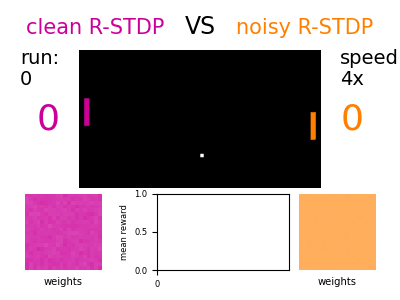 clean R-STDP VS noisy R-STDP
run:
0
speed
4x
0
0
mean reward
1.0
0.5
0.0
0
weights
weights